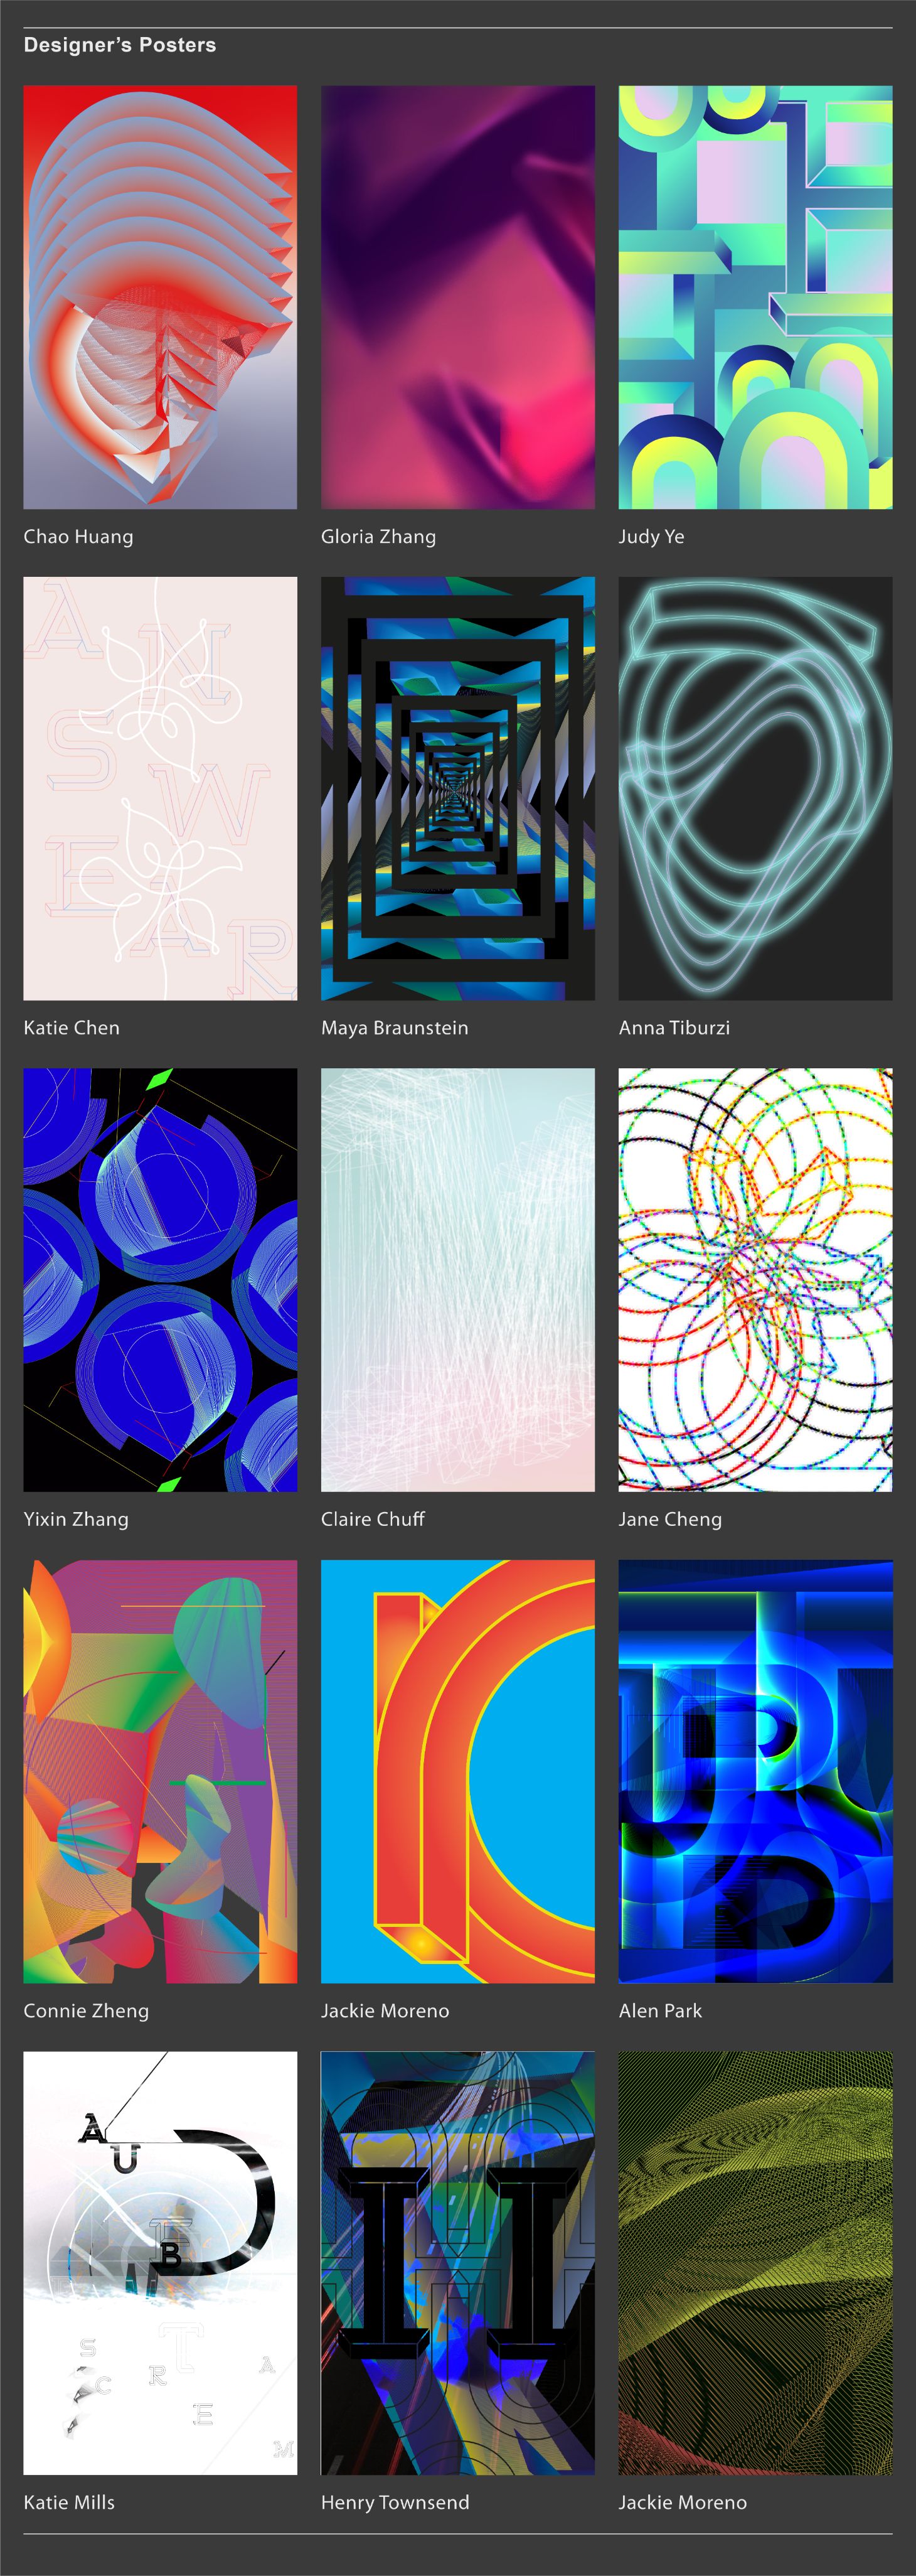 Designer’s Posters
Chao Huang
Gloria Zhang
Judy Ye
A
N
S
W
E
A
R
Katie Chen
Maya Braunstein
Anna Tiburzi
Yixin Zhang
Claire Chuff
Jane Cheng
Connie Zheng
Jackie Moreno
Alen Park
A
U
E
B
S
T
C
R
A
E
M
Katie Mills
Henry Townsend
Jackie Moreno